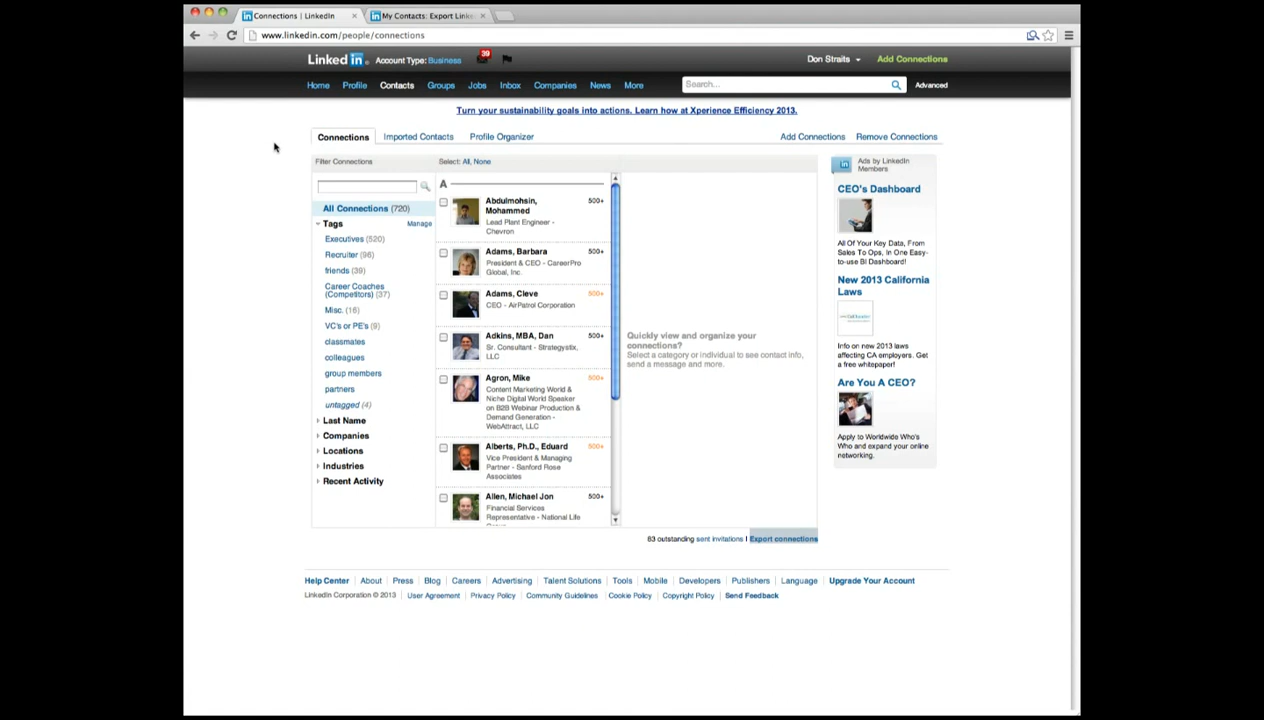 Connections | LinkedIn
My Contacts: Export Linke
www.linkedin.com/people/connections
Linked in
Account Type: Business
39
Don Straits
Add Connections
Home Profile Contacts Groups Jobs Inbox Companies News More
Search...
Advanced
Turn your sustainability goals into actions. Learn how at Xperience Efficiency 2013.
Connections Imported Contacts Profile Organizer
Add Connections Remove Connections
Filter Connections
Select: All, None
All Connections (720)
Tags Manage
Executives (520)
Recruiter (96)
friends (39)
Career Coaches
(Competitors) (37)
Misc. (16)
VC's or PE's (9)
classmates
colleagues
group members
partners
untagged (4)
Last Name
Companies
Locations
Industries
Recent Activity
A
Abdulmohsin,
Mohammed
500+
Lead Plant Engineer -
Chevron
Adams, Barbara
500+
President & CEO - CareerPro
Global, Inc.
Adams, Cleve
500+
CEO - AirPatrol Corporation
Adkins, MBA, Dan
500+
Sr. Consultant - Strategystix,
LLC
Agron, Mike
500+
Content Marketing World &
Niche Digital World Speaker
on B2B Webinar Production &
Demand Generation -
WebAttract, LLC
Alberts, Ph.D., Eduard
500+
Vice President & Managing
Partner - Sanford Rose
Associates
Allen, Michael Jon
500+
Financial Services
Representative - National Life
Quickly view and organize your
connections?
Select a category or individual to see contact info,
send a message and more.
83 outstanding sent invitations | Export connections
in
Ads by LinkedIn
Members
CEO's Dashboard
All Of Your Key Data, From
Sales To Ops, In One Easy-
to-use BI Dashboard!
New 2013 California
Laws
Info on new 2013 laws
affecting CA employers. Get
a free whitepaper!
Are You A CEO?
Apply to Worldwide Who's
Who and expand your online
networking.
Help Center About Press Blog Careers Advertising Talent Solutions Tools Mobile Developers Publishers Language Upgrade Your Account
LinkedIn Corporation © 2013 User Agreement Privacy Policy Community Guidelines Cookie Policy Copyright Policy Send Feedback